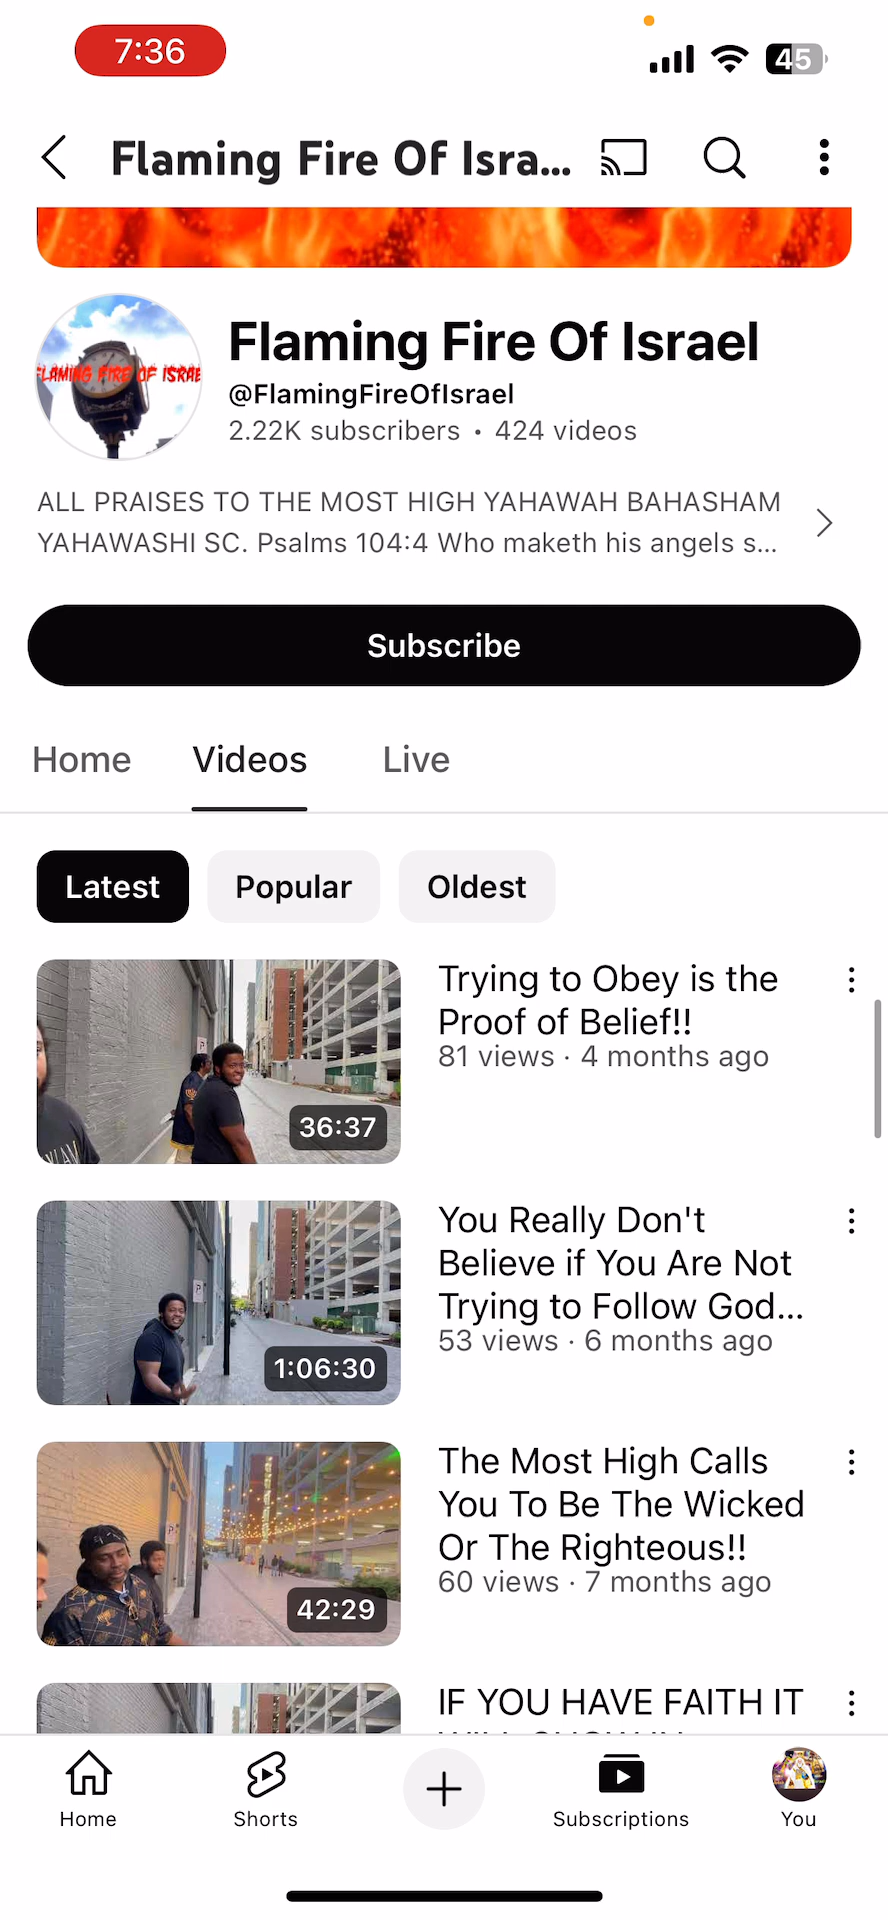 7:36
45
Flaming Fire Of Isra...
FLAMING FIRE OF ISRAE
Flaming Fire Of Israel
@FlamingFireOfIsrael
2.22K subscribers • 424 videos
ALL PRAISES TO THE MOST HIGH YAHAWAH BAHASHAM
YAHAWASHI SC. Psalms 104:4 Who maketh his angels s...
Subscribe
Home Videos Live
Latest Popular Oldest
Trying to Obey is the
Proof of Belief!!
81 views · 4 months ago
P
36:37
You Really Don't
Believe if You Are Not
Trying to Follow God...
53 views · 6 months ago
P
1:06:30
The Most High Calls
You To Be The Wicked
Or The Righteous!!
60 views · 7 months ago
P
42:29
IF YOU HAVE FAITH IT
Home Shorts Subscriptions You